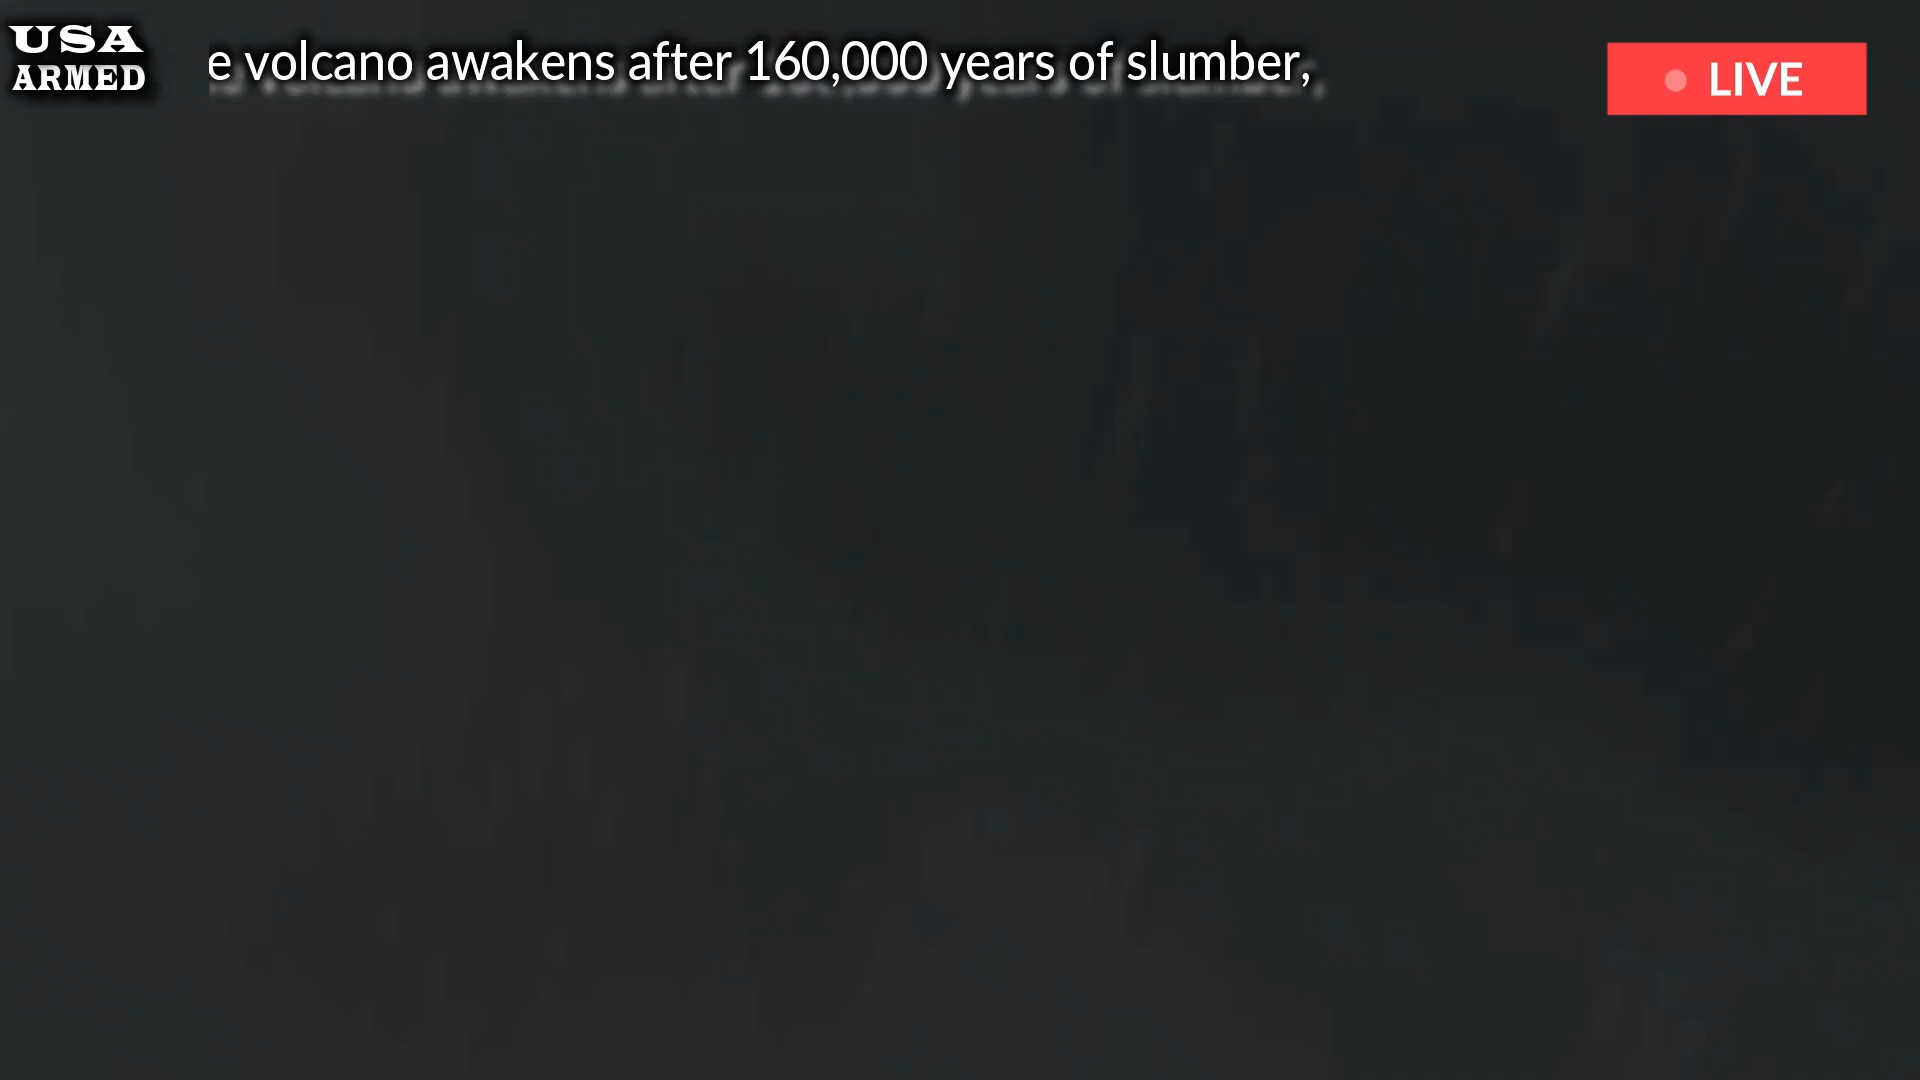 USA
ARMED
e volcano awakens after 160,000 years of slumber,
LIVE